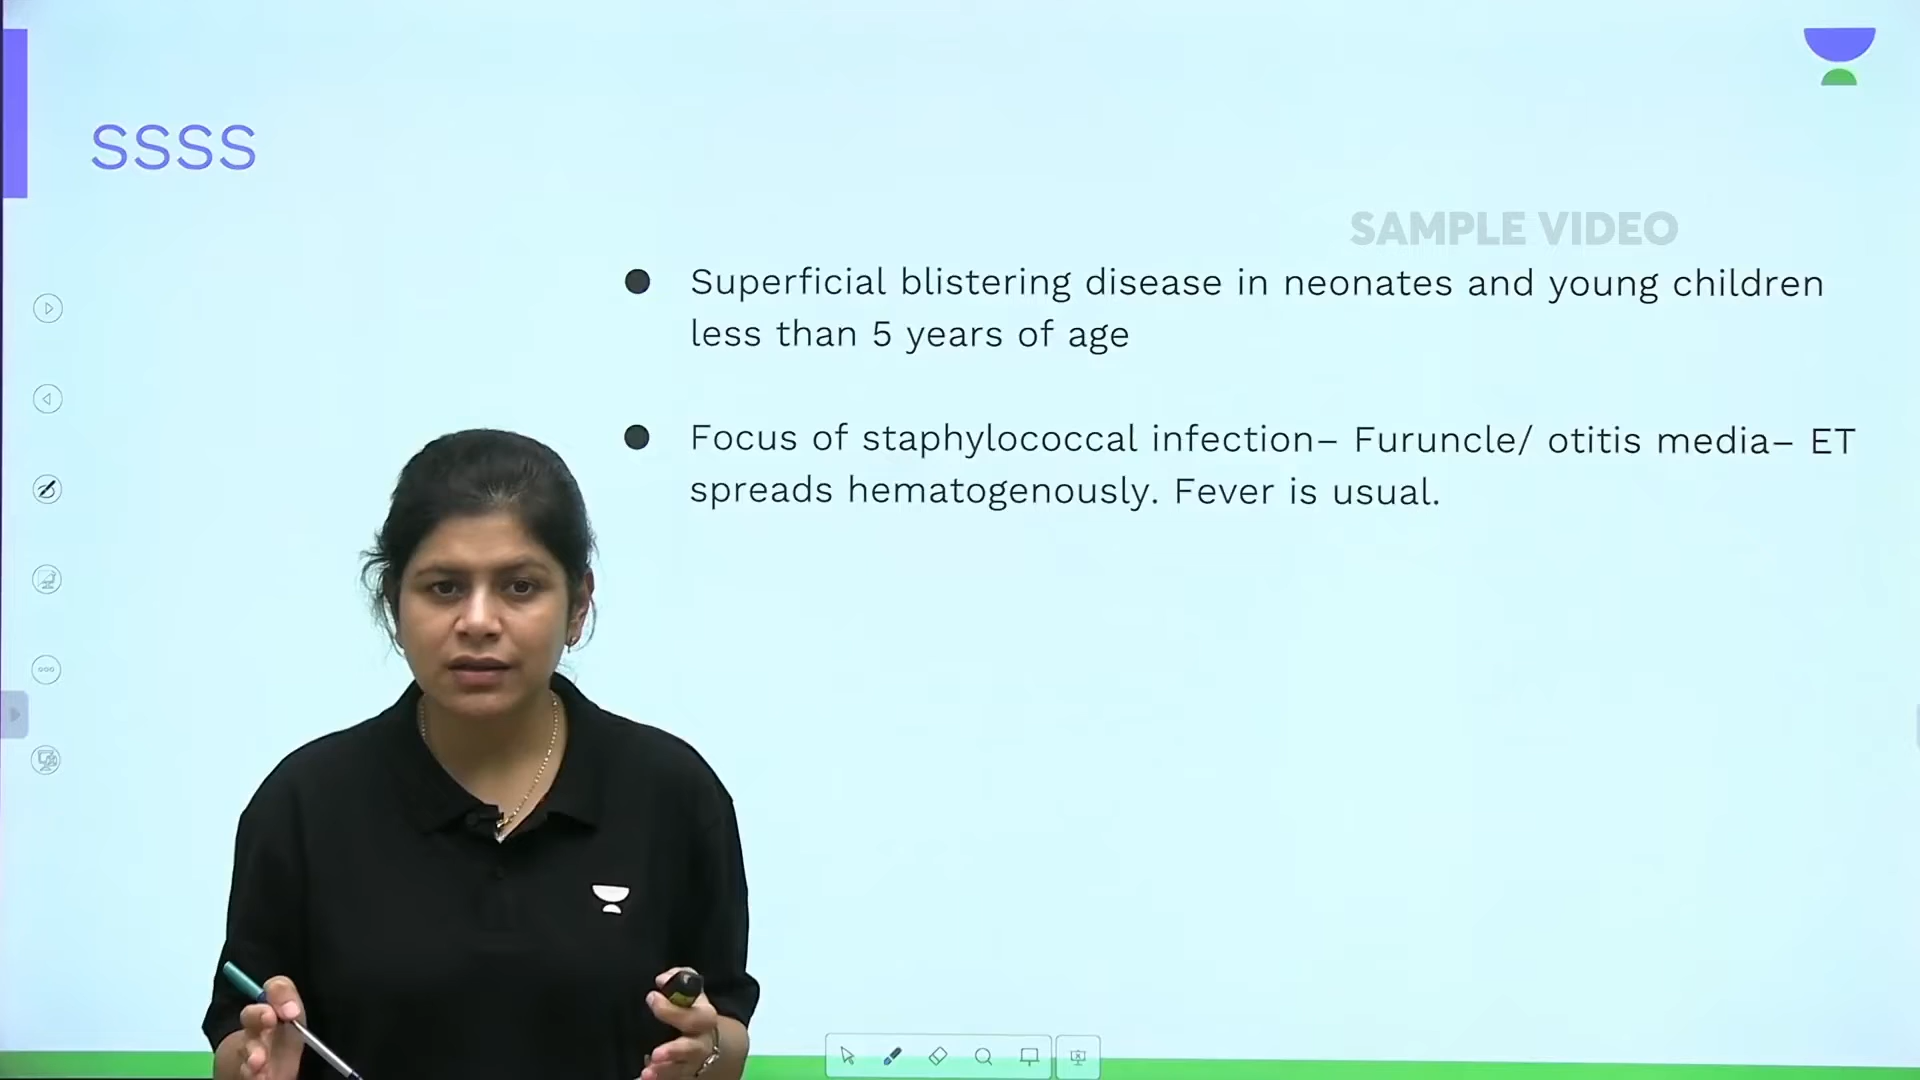 SSSS
SAMPLE VIDEO
● Superficial blistering disease in neonates and young children
less than 5 years of age
● Focus of staphylococcal infection– Furuncle/ otitis media– ET
spreads hematogenously. Fever is usual.